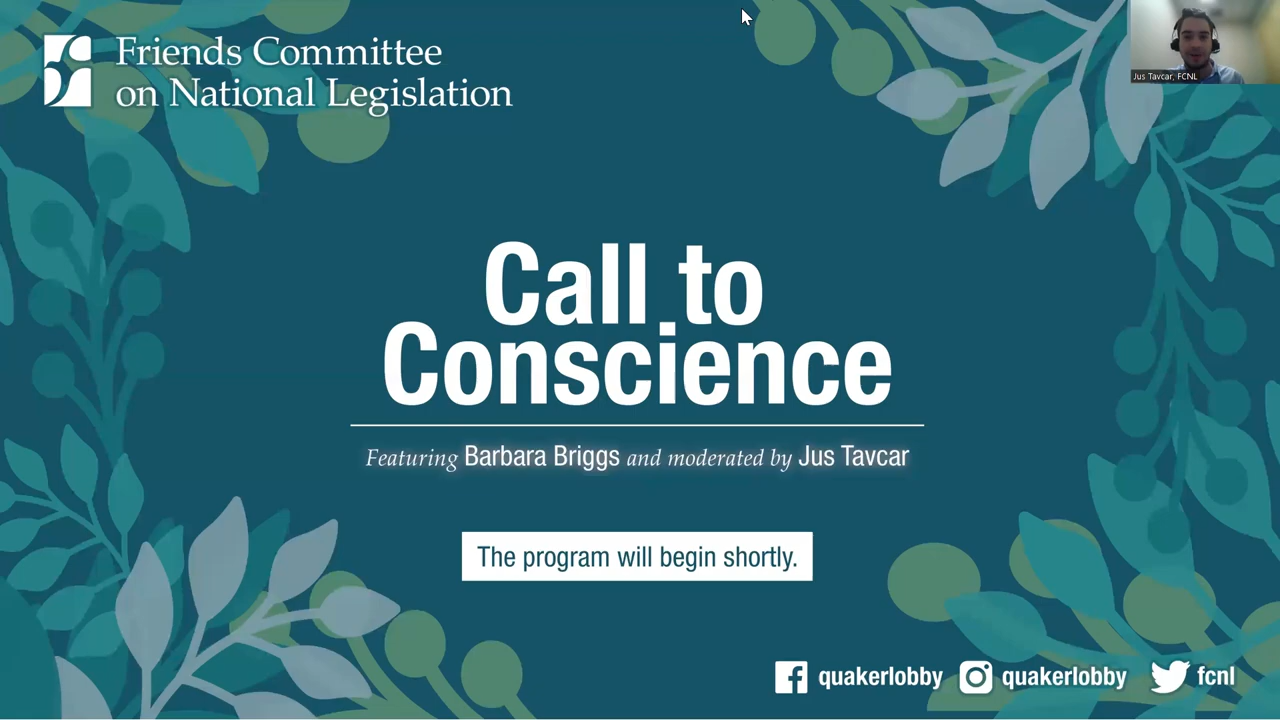 Friends Committee
on National Legislation
Jus Tavcar, FCNL
Call to
Conscience
Featuring Barbara Briggs and moderated by Jus Tavcar
The program will begin shortly.
quakerlobby quakerlobby fcnl